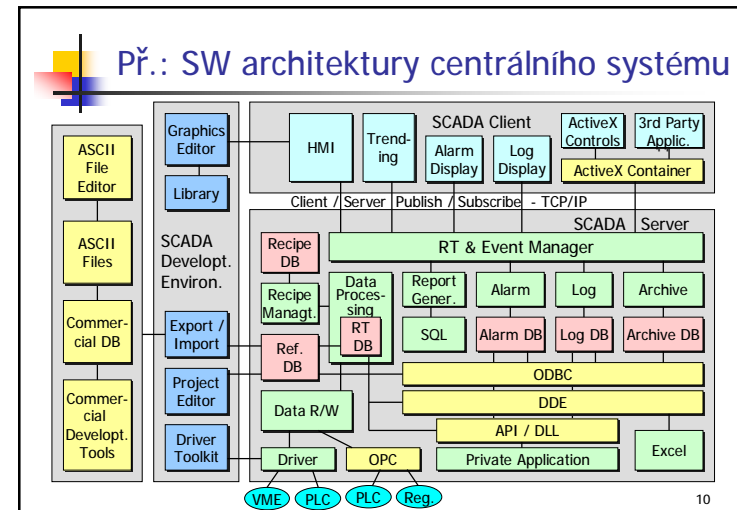 Př.: SW architektury centrálního systému
ASCII
File
Editor
ASCII
Files
Commer-
cial DB
Commer-
cial
Developt.
Tools
Graphics
Editor
Library
SCADA
Developt.
Environ.
Export /
Import
Project
Editor
Driver
Toolkit
SCADA Client
HMI
Trend-
ing
Alarm
Display
Log
Display
ActiveX
Controls
3rd Party
Applic.
ActiveX Container
Client / Server Publish / Subscribe - TCP/IP
SCADA Server
RT & Event Manager
Recipe
DB
Recipe
Managt.
Data
Proces-
sing
RT
DB
Ref.
DB
Report
Gener.
SQL
Alarm
Alarm DB
Log
Log DB
Archive
Archive DB
ODBC
DDE
API / DLL
Private Application
Excel
Data R/W
Driver
OPC
VME
PLC
PLC
Reg.
10